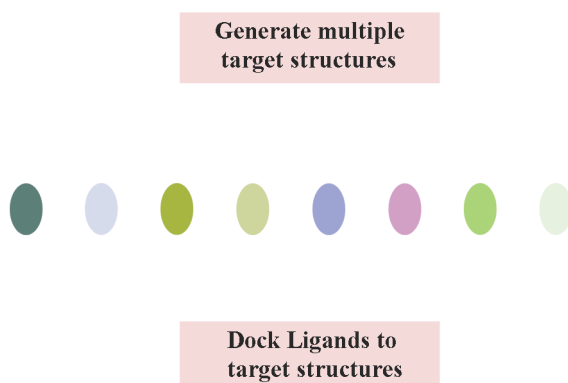 Generate multiple
target structures
Dock Ligands to
target structures